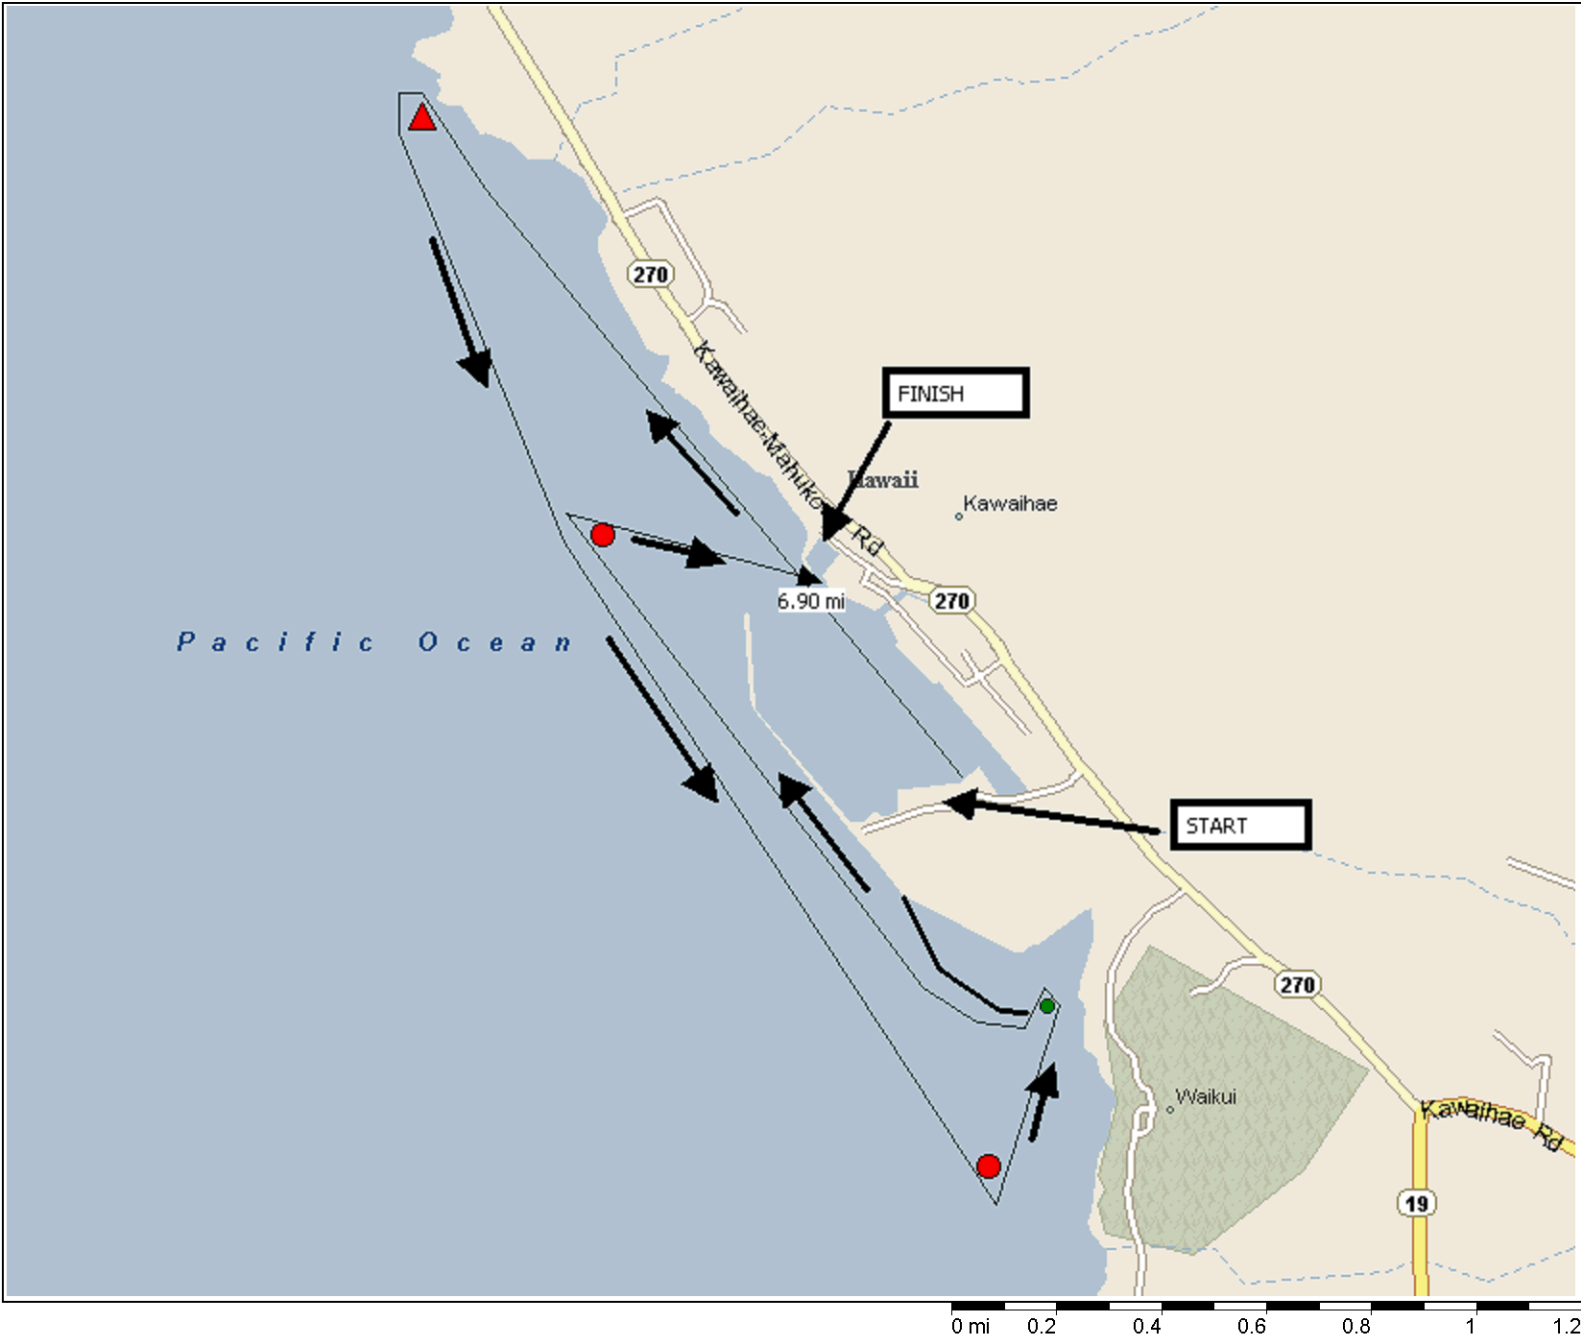 270
Kawaihae-Mahukona Rd
FINISH
Hawaii
Kawaihae
270
6.90 mi
Pacific Ocean
START
270
Waikui
Kawaihae Rd
19
0 mi 0.2 0.4 0.6 0.8 1 1.2